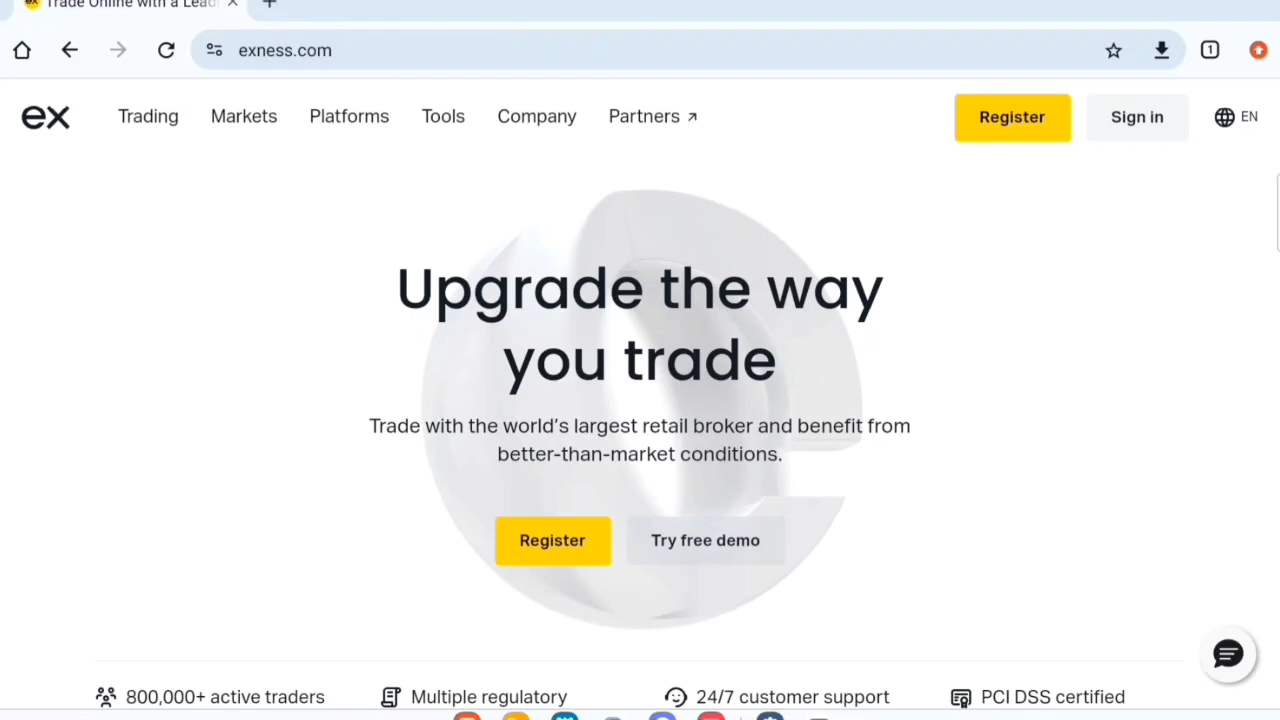 Trade Online with a Lead
exness.com
1
ex
Trading
Markets
Platforms
Tools
Company
Partners ↗
Register
Sign in
EN
Upgrade the way
you trade
Trade with the world’s largest retail broker and benefit from
better-than-market conditions.
Register
Try free demo
800,000+ active traders
Multiple regulatory
24/7 customer support
PCI DSS certified